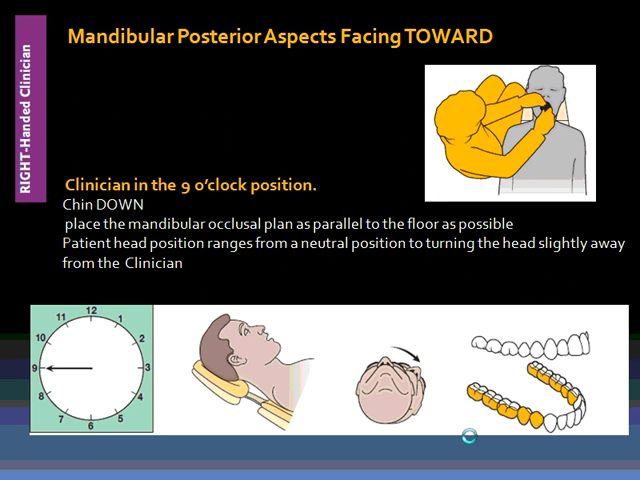 RIGHT-Handed Clinician
Mandibular Posterior Aspects Facing TOWARD
Clinician in the 9 o'clock position.
Chin DOWN
place the mandibular occlusal plan as parallel to the floor as possible
Patient head position ranges from a neutral position to turning the head slightly away
from the Clinician
12
1
2
3
4
5
6
7
8
9
10
11